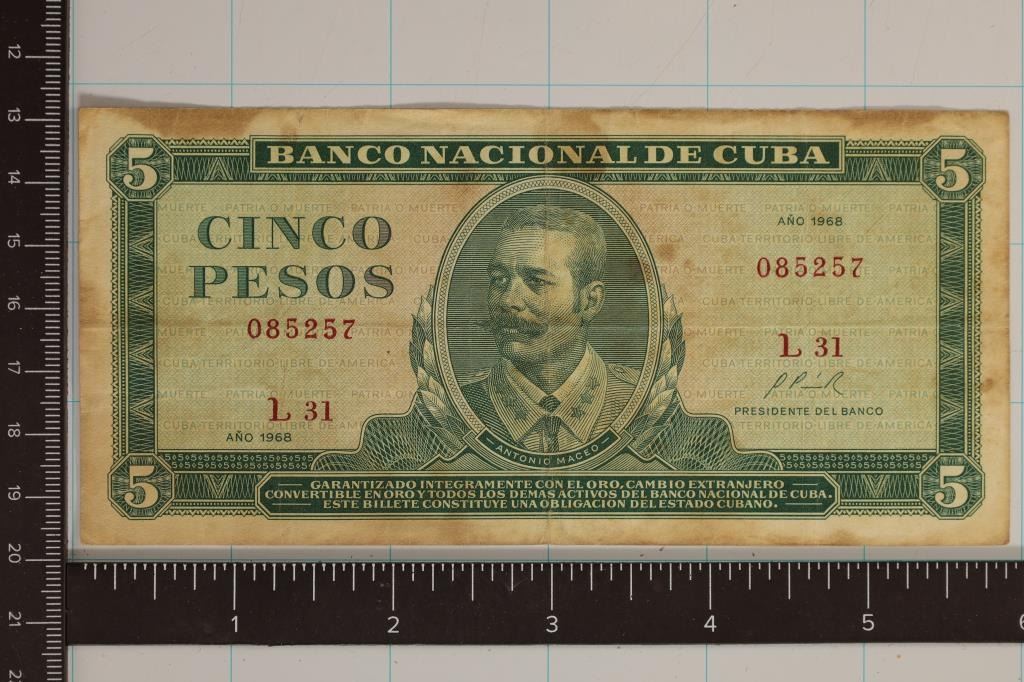 5 BANCO NACIONAL DE CUBA 5
PATRIA O MUERTE
CUBA TERRITORIO LIBRE DE AMERICA
CINCO
PESOS
085257
L 31
AÑO 1968
AÑO 1968
085257
L 31
PRESIDENTE DEL BANCO
ANTONIO MACEO
5 5
GARANTIZADO INTEGRAMENTE CON EL ORO, CAMBIO EXTRANJERO
CONVERTIBLE EN ORO Y TODOS LOS DEMAS ACTIVOS DEL BANCO NACIONAL DE CUBA.
ESTE BILLETE CONSTITUYE UNA OBLIGACION DEL ESTADO CUBANO.
12
13
14
15
16
17
18
19
20
21
1 2 3 4 5 6